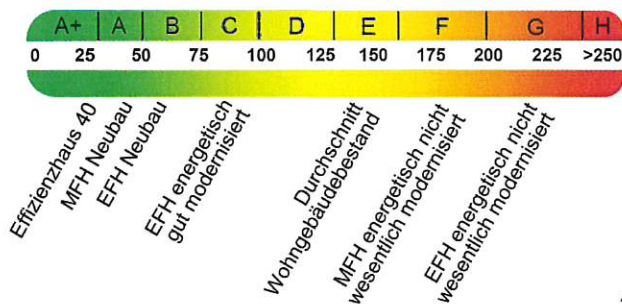 A+ A B C D E F G H
0 25 50 75 100 125 150 175 200 225 >250
Effizienzhaus 40
MFH Neubau
EFH Neubau
EFH energetisch
gut modernisiert
Durchschnitt
Wohngebäudebestand
MFH energetisch nicht
wesentlich modernisiert
EFH energetisch nicht
wesentlich modernisiert